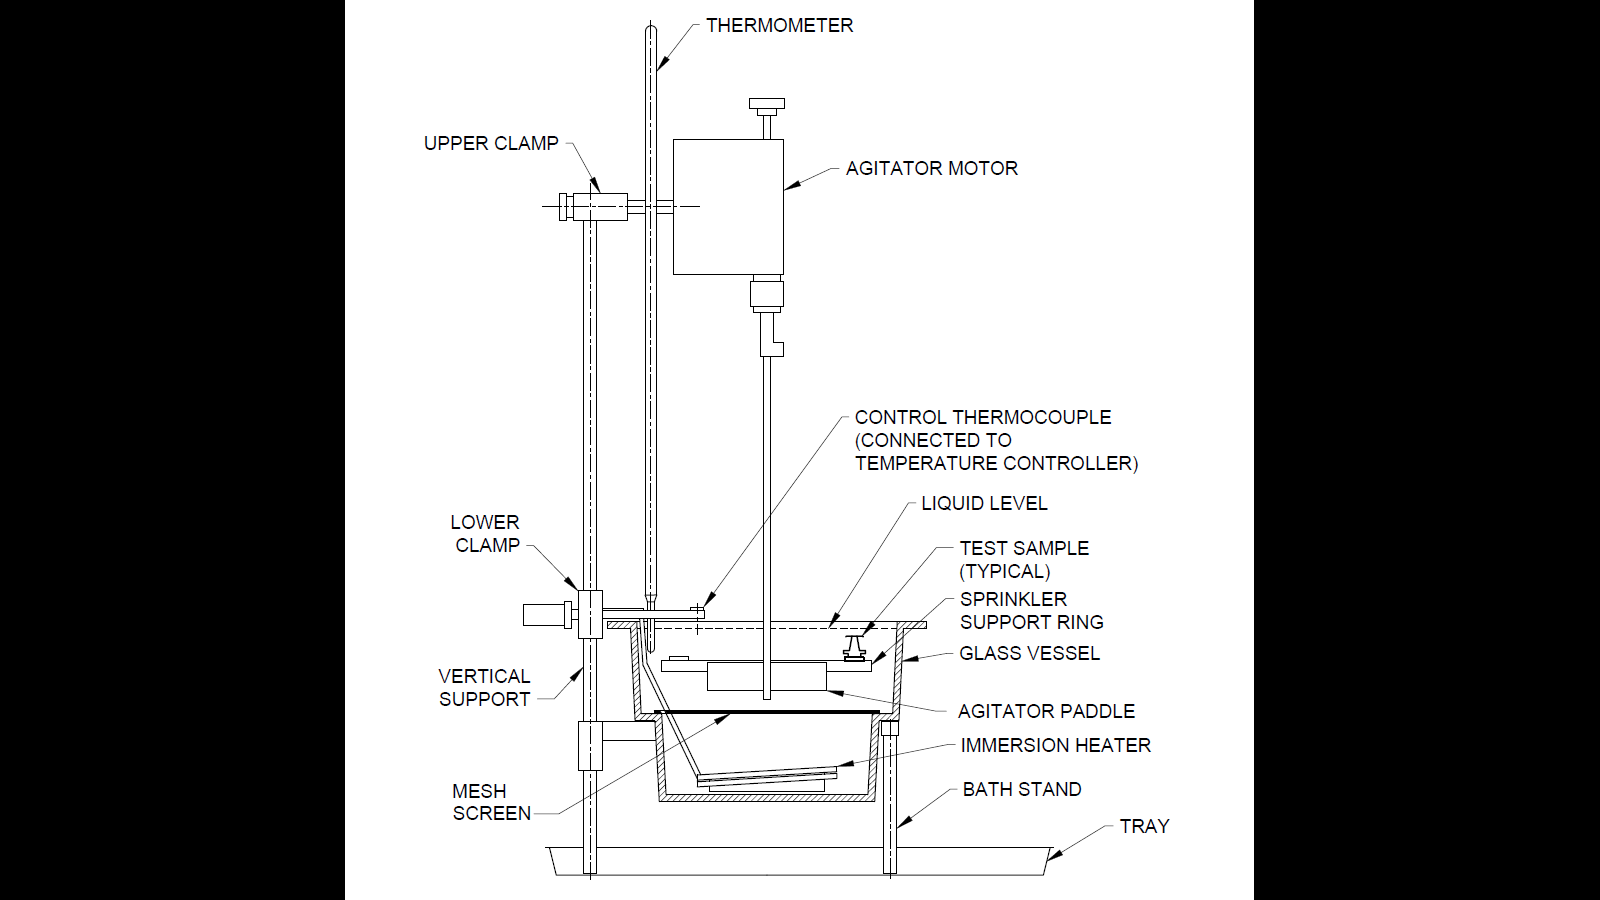 THERMOMETER
UPPER CLAMP
AGITATOR MOTOR
CONTROL THERMOCOUPLE
(CONNECTED TO
TEMPERATURE CONTROLLER)
LIQUID LEVEL
LOWER
CLAMP
TEST SAMPLE
(TYPICAL)
SPRINKLER
SUPPORT RING
GLASS VESSEL
VERTICAL
SUPPORT
AGITATOR PADDLE
IMMERSION HEATER
MESH
SCREEN
BATH STAND
TRAY